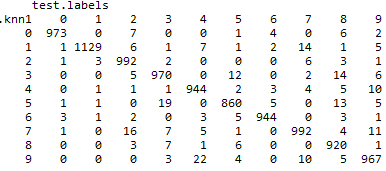 test.labels
.knn1 0 1 2 3 4 5 6 7 8 9
0 973 0 7 0 0 1 4 0 6 2
1 1 1129 6 1 7 1 2 14 1 5
2 1 3 992 2 0 0 0 6 3 1
3 0 0 5 970 0 12 0 2 14 6
4 0 1 1 1 944 2 3 4 5 10
5 1 1 0 19 0 860 5 0 13 5
6 3 1 2 0 3 5 944 0 3 1
7 1 0 16 7 5 1 0 992 4 11
8 0 0 3 7 1 6 0 0 920 1
9 0 0 0 3 22 4 0 10 5 967